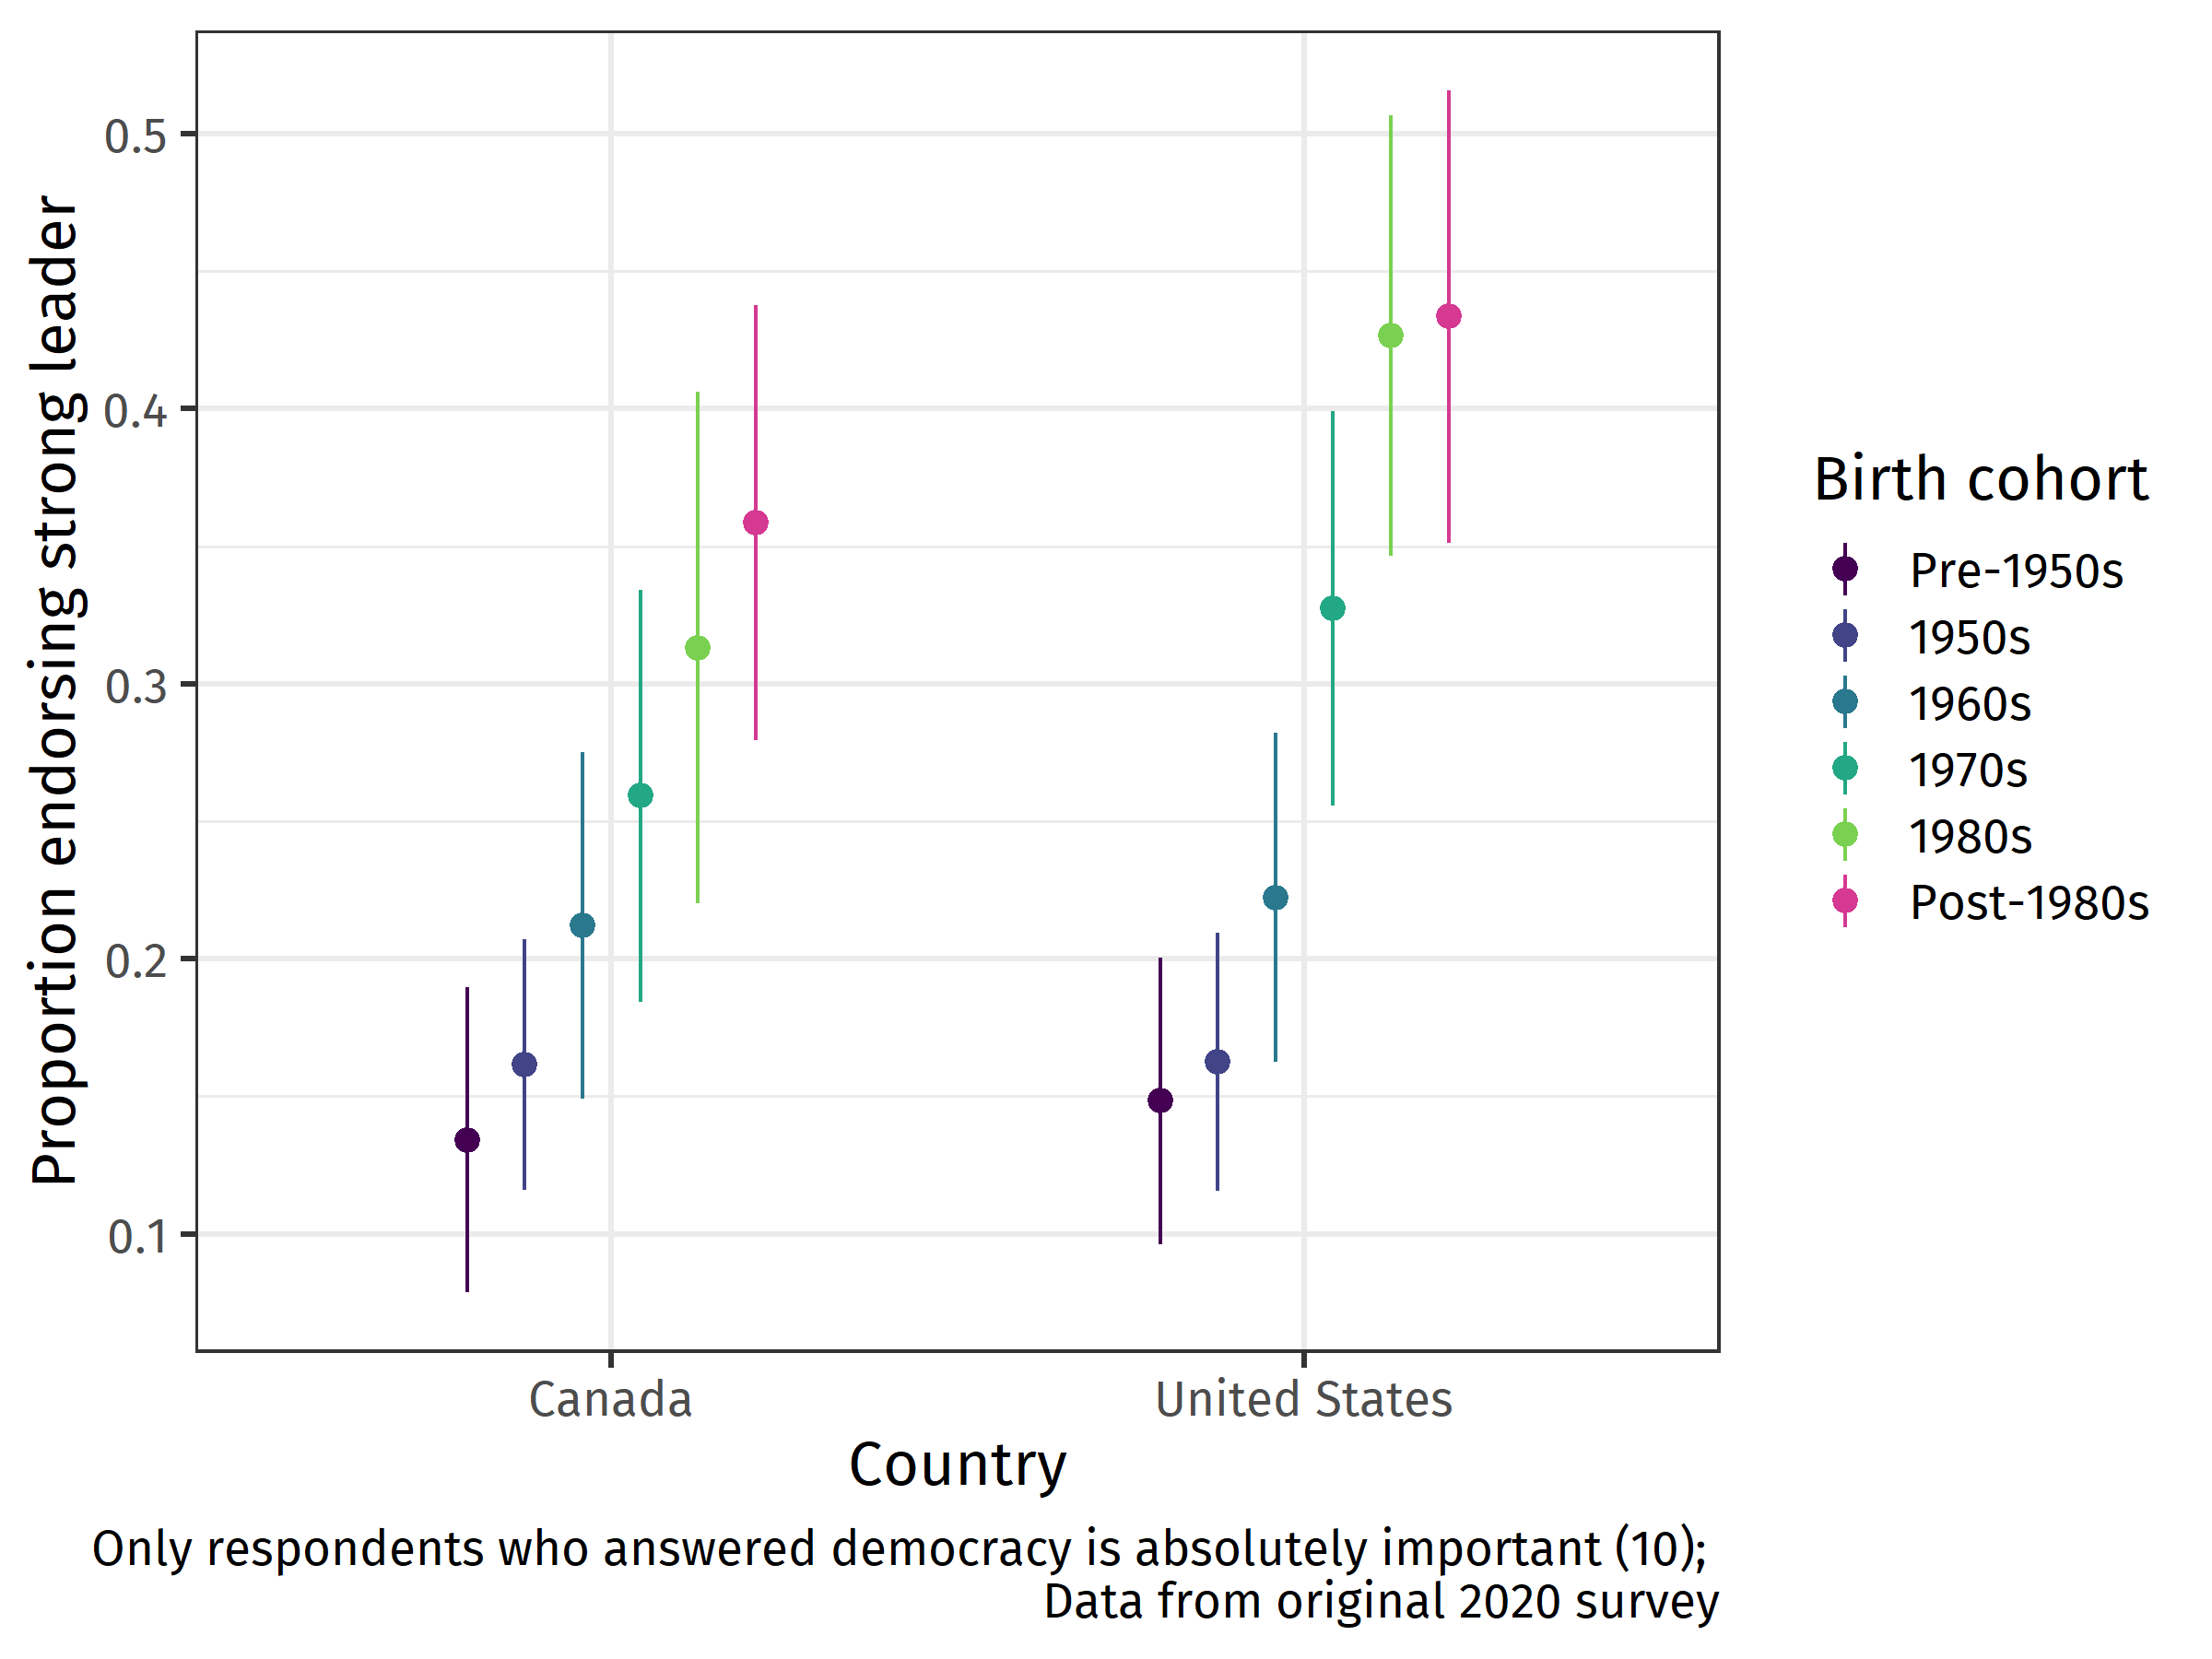 Proportion endorsing strong leader
0.5
0.4
0.3
0.2
0.1
Canada
United States
Country
Birth cohort
Pre-1950s
1950s
1960s
1970s
1980s
Post-1980s
Only respondents who answered democracy is absolutely important (10);
Data from original 2020 survey